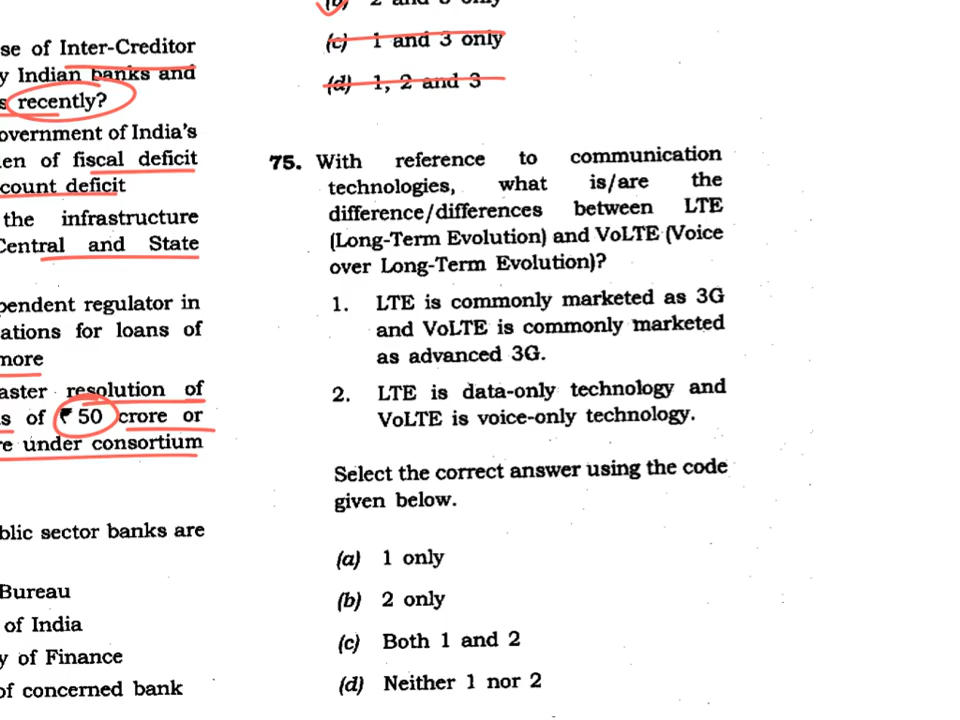 se of Inter-Creditor
y Indian banks and
s recently?
overnment of India's
en of fiscal deficit
count deficit
the infrastructure
Central and State
pendent regulator in
ations for loans of
more
aster resolution of
s of ₹ 50 crore or
re under consortium
blic sector banks are
Bureau
of India
y of Finance
of concerned bank
(b) 2 and 3 only
(c) 1 and 3 only
(d) 1, 2 and 3
75. With reference to communication
technologies, what is/are the
difference/differences between LTE
(Long-Term Evolution) and VoLTE (Voice
over Long-Term Evolution)?
1. LTE is commonly marketed as 3G
and VoLTE is commonly marketed
as advanced 3G.
2. LTE is data-only technology and
VoLTE is voice-only technology.
Select the correct answer using the code
given below.
(a) 1 only
(b) 2 only
(c) Both 1 and 2
(d) Neither 1 nor 2